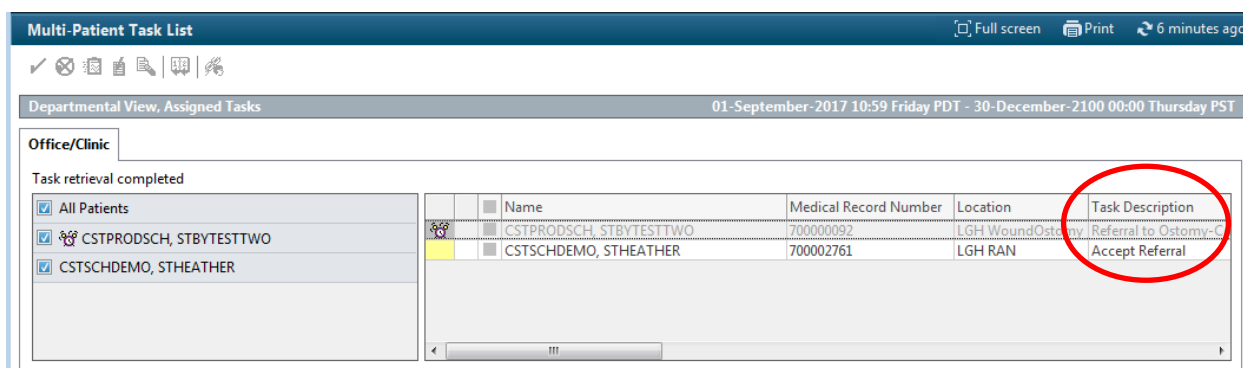 Multi-Patient Task List Full screen Print 6 minutes ago
Departmental View, Assigned Tasks 01-September-2017 10:59 Friday PDT - 30-December-2100 00:00 Thursday PST
Office/Clinic
Task retrieval completed
All Patients
CSTPRODSCH, STBYTESTTWO
CSTSCHDEMO, STHEATHER
Name Medical Record Number Location Task Description
CSTPRODSCH, STBYTESTTWO 700000092 LGH WoundOstomy Referral to Ostomy-C
CSTSCHDEMO, STHEATHER 700002761 LGH RAN Accept Referral